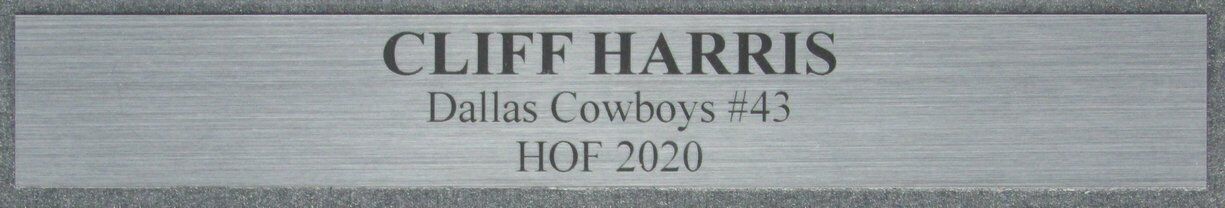 CLIFF HARRIS
Dallas Cowboys #43
HOF 2020